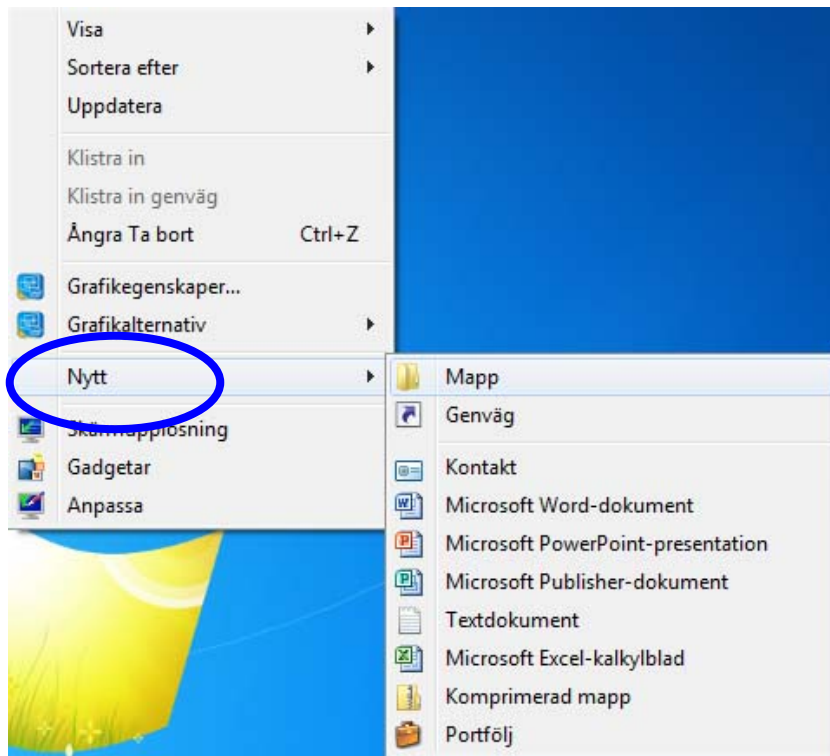 Visa
Sortera efter
Uppdatera
Klistra in
Klistra in genväg
Ångra Ta bort Ctrl+Z
Grafikegenskaper...
Grafikalternativ
Nytt
Skärmupplösning
Gadgetar
Anpassa
Mapp
Genväg
Kontakt
Microsoft Word-dokument
Microsoft PowerPoint-presentation
Microsoft Publisher-dokument
Textdokument
Microsoft Excel-kalkylblad
Komprimerad mapp
Portfölj